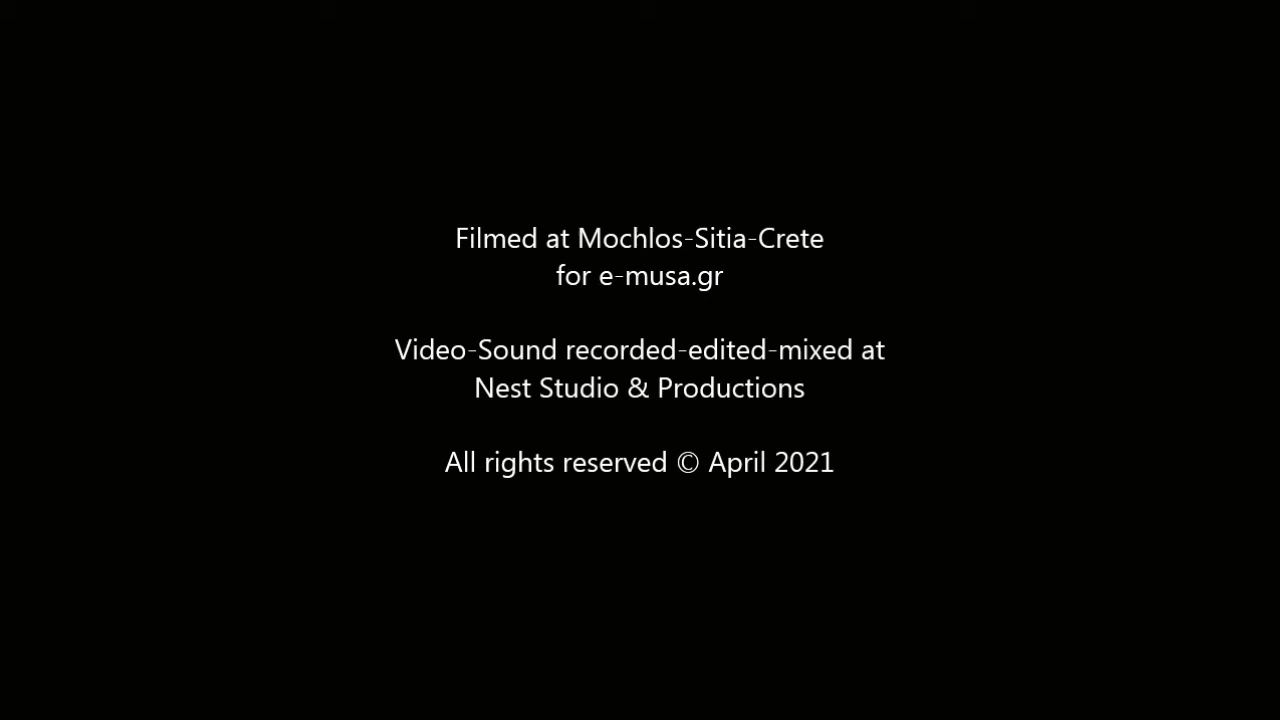 Filmed at Mochlos-Sitia-Crete
for e-musa.gr
Video-Sound recorded-edited-mixed at
Nest Studio & Productions
All rights reserved © April 2021